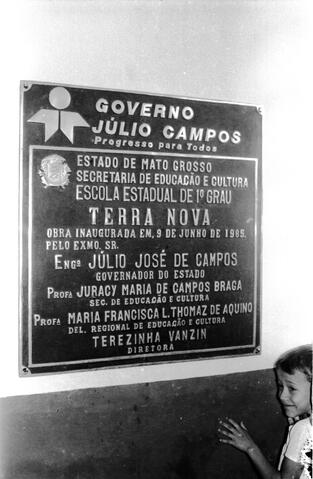 GOVERNO
JÚLIO CAMPOS
Progresso para Todos
ESTADO DE MATO GROSSO
SECRETARIA DE EDUCAÇÃO E CULTURA
ESCOLA ESTADUAL DE 1º GRAU
TERRA NOVA
OBRA INAUGURADA EM, 9 DE JUNHO DE 1985,
PELO EXMO. SR.
ENGº JÚLIO JOSÉ DE CAMPOS
GOVERNADOR DO ESTADO
PROFª JURACY MARIA DE CAMPOS BRAGA
SEC. DE EDUCAÇÃO E CULTURA
PROFª MARIA FRANCISCA L. THOMAZ DE AQUINO
DEL. REGIONAL DE EDUCAÇÃO E CULTURA
TEREZINHA VANZIN
DIRETORA